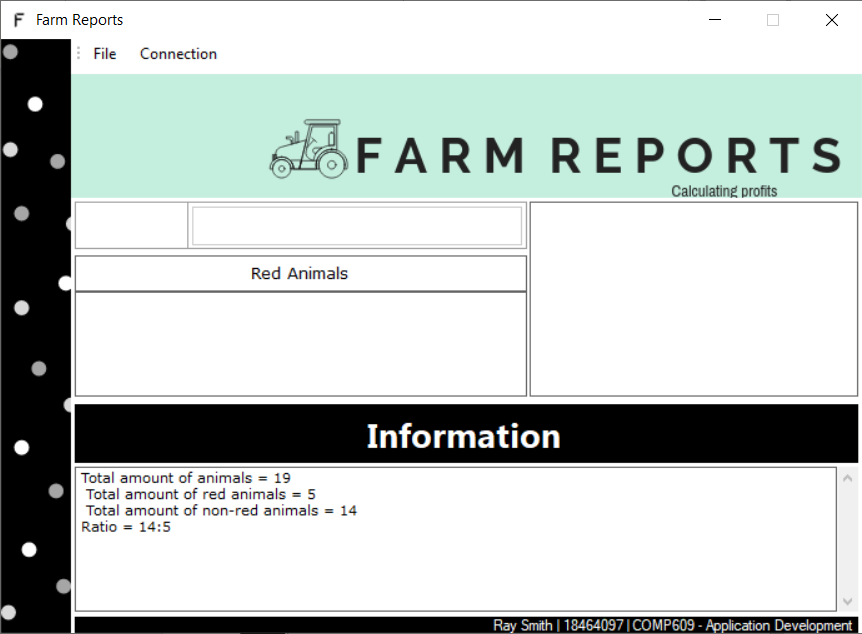 F Farm Reports
File Connection
FARM REPORTS
Calculating profits
Red Animals
Information
Total amount of animals = 19
Total amount of red animals = 5
Total amount of non-red animals = 14
Ratio = 14:5
Ray Smith | 18464097 | COMP609 - Application Development